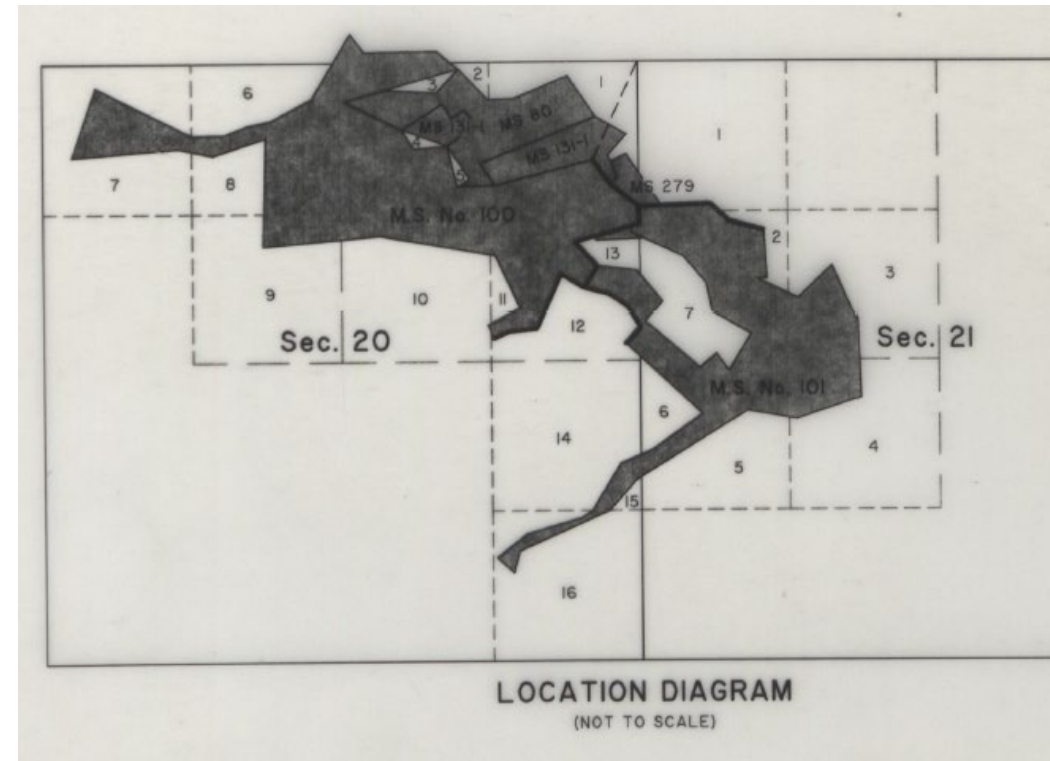 6
3
2
1
1
MS 131-1
MS 80
4
MS 131-1
5
7
8
MS 279
M.S. No. 100
2
13
3
9
10
11
7
12
Sec. 20
Sec. 21
M.S. No. 101
6
14
5
4
15
16
LOCATION DIAGRAM
(NOT TO SCALE)